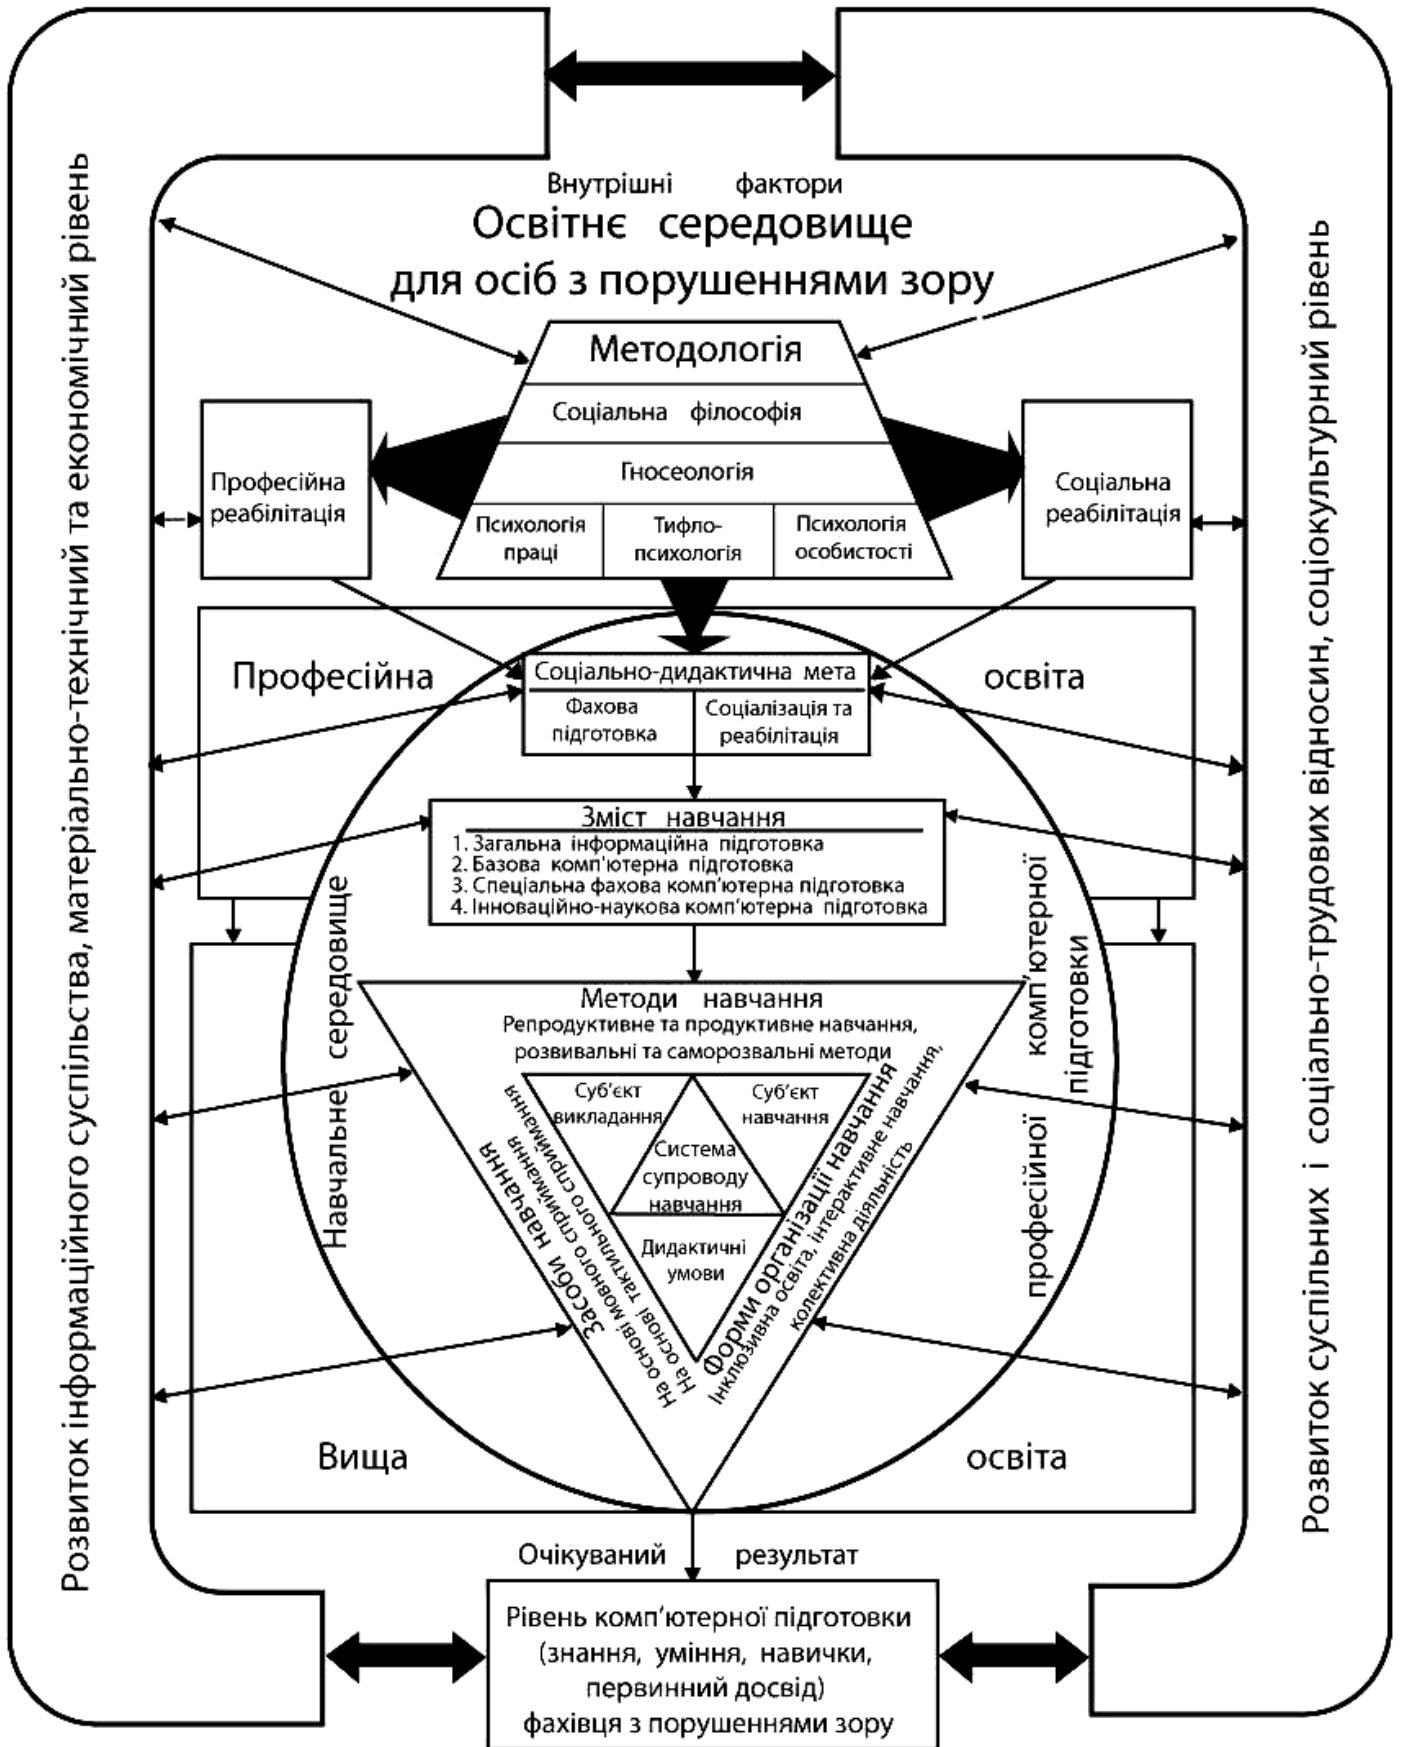 Розвиток інформаційного суспільства, матеріально-технічний та економічний рівень
Внутрішні фактори
Освітнє середовище
для осіб з порушеннями зору
Методологія
Соціальна філософія
Гносеологія
Психологія
праці
Тифло-
психологія
Психологія
особистості
Професійна
реабілітація
Соціальна
реабілітація
Професійна освіта
Соціально-дидактична мета
Фахова
підготовка
Соціалізація та
реабілітація
Зміст навчання
1. Загальна інформаційна підготовка
2. Базова комп'ютерна підготовка
3. Спеціальна фахова комп'ютерна підготовка
4. Інноваційно-наукова комп'ютерна підготовка
Навчальне середовище
професійної комп'ютерної
підготовки
Методи навчання
Репродуктивне та продуктивне навчання,
розвивальні та саморозвальні методи
Суб'єкт
викладання
Суб'єкт
навчання
Система
супроводу
навчання
Дидактичні
умови
Засоби навчання
На основі мовного сприймання
На основі тактильного сприймання
Форми організації навчання
Інклюзивна освіта, інтерактивне навчання,
колективна діяльність
Вища освіта
Очікуваний результат
Рівень комп'ютерної підготовки
(знання, уміння, навички,
первинний досвід)
фахівця з порушеннями зору
Розвиток суспільних і соціально-трудових відносин, соціокультурний рівень